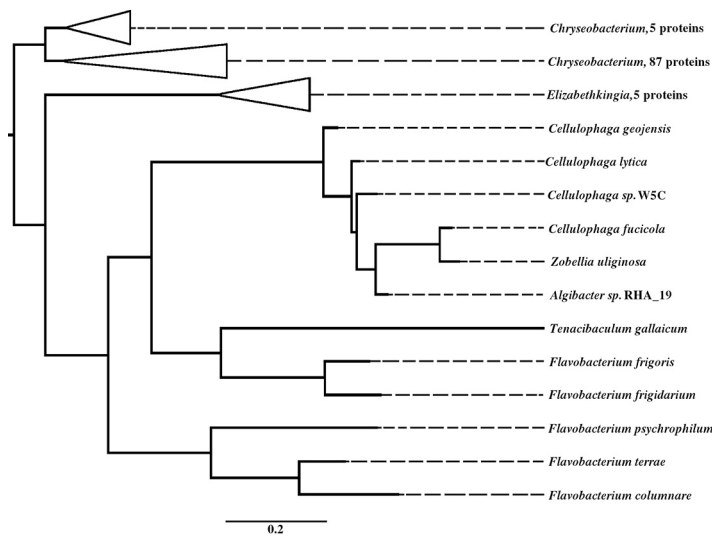 Chryseobacterium, 5 proteins
Chryseobacterium, 87 proteins
Elizabethkingia, 5 proteins
Cellulophaga geojensis
Cellulophaga lytica
Cellulophaga sp. W5C
Cellulophaga fucicola
Zobellia uliginosa
Algibacter sp. RHA_19
Tenacibaculum gallaicum
Flavobacterium frigoris
Flavobacterium frigidarium
Flavobacterium psychrophilum
Flavobacterium terrae
Flavobacterium columnare
0.2